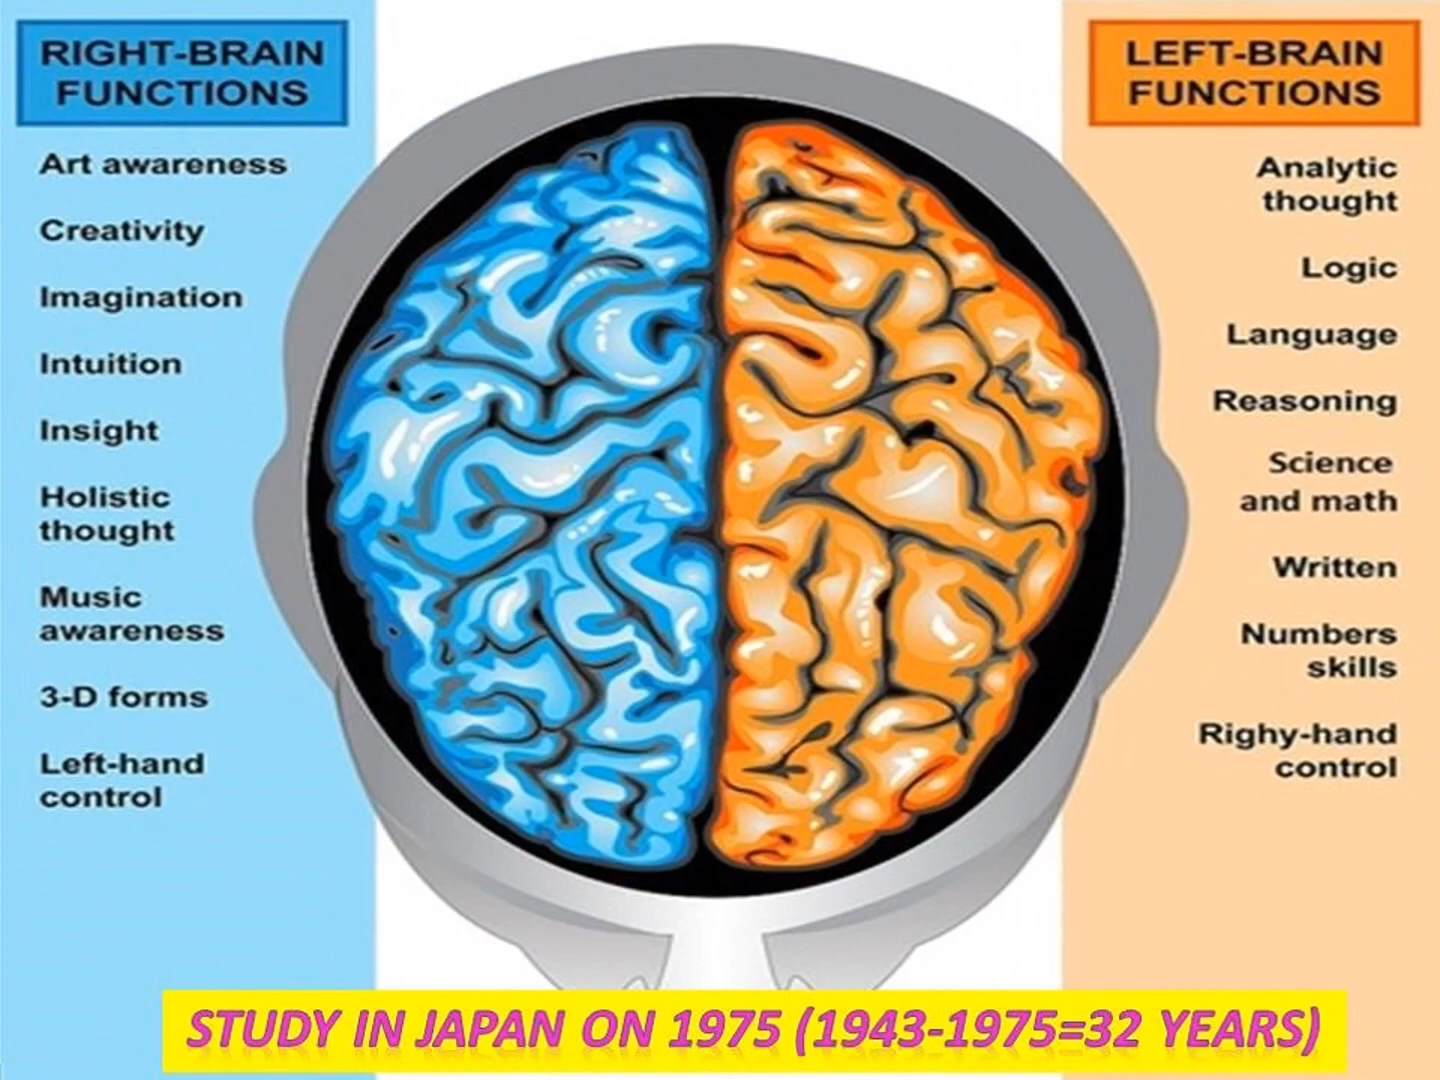 RIGHT-BRAIN
FUNCTIONS
Art awareness
Creativity
Imagination
Intuition
Insight
Holistic
thought
Music
awareness
3-D forms
Left-hand
control
LEFT-BRAIN
FUNCTIONS
Analytic
thought
Logic
Language
Reasoning
Science
and math
Written
Numbers
skills
Righy-hand
control
STUDY IN JAPAN ON 1975 (1943-1975=32 YEARS)